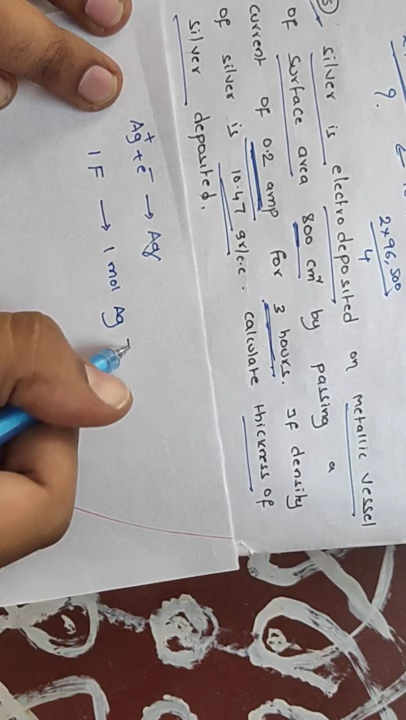 3) silver is electrodeposited on metallic vessel
of surface area 800 cm² by passing a
current of 0.2 amp for 3 hours. If density
of silver is 10.47 gr/c.c. calculate thickness of
silver deposited.
Ag⁺ + e⁻ → Ag
1 F → 1 mol Ag
2 × 96,500
4
9.